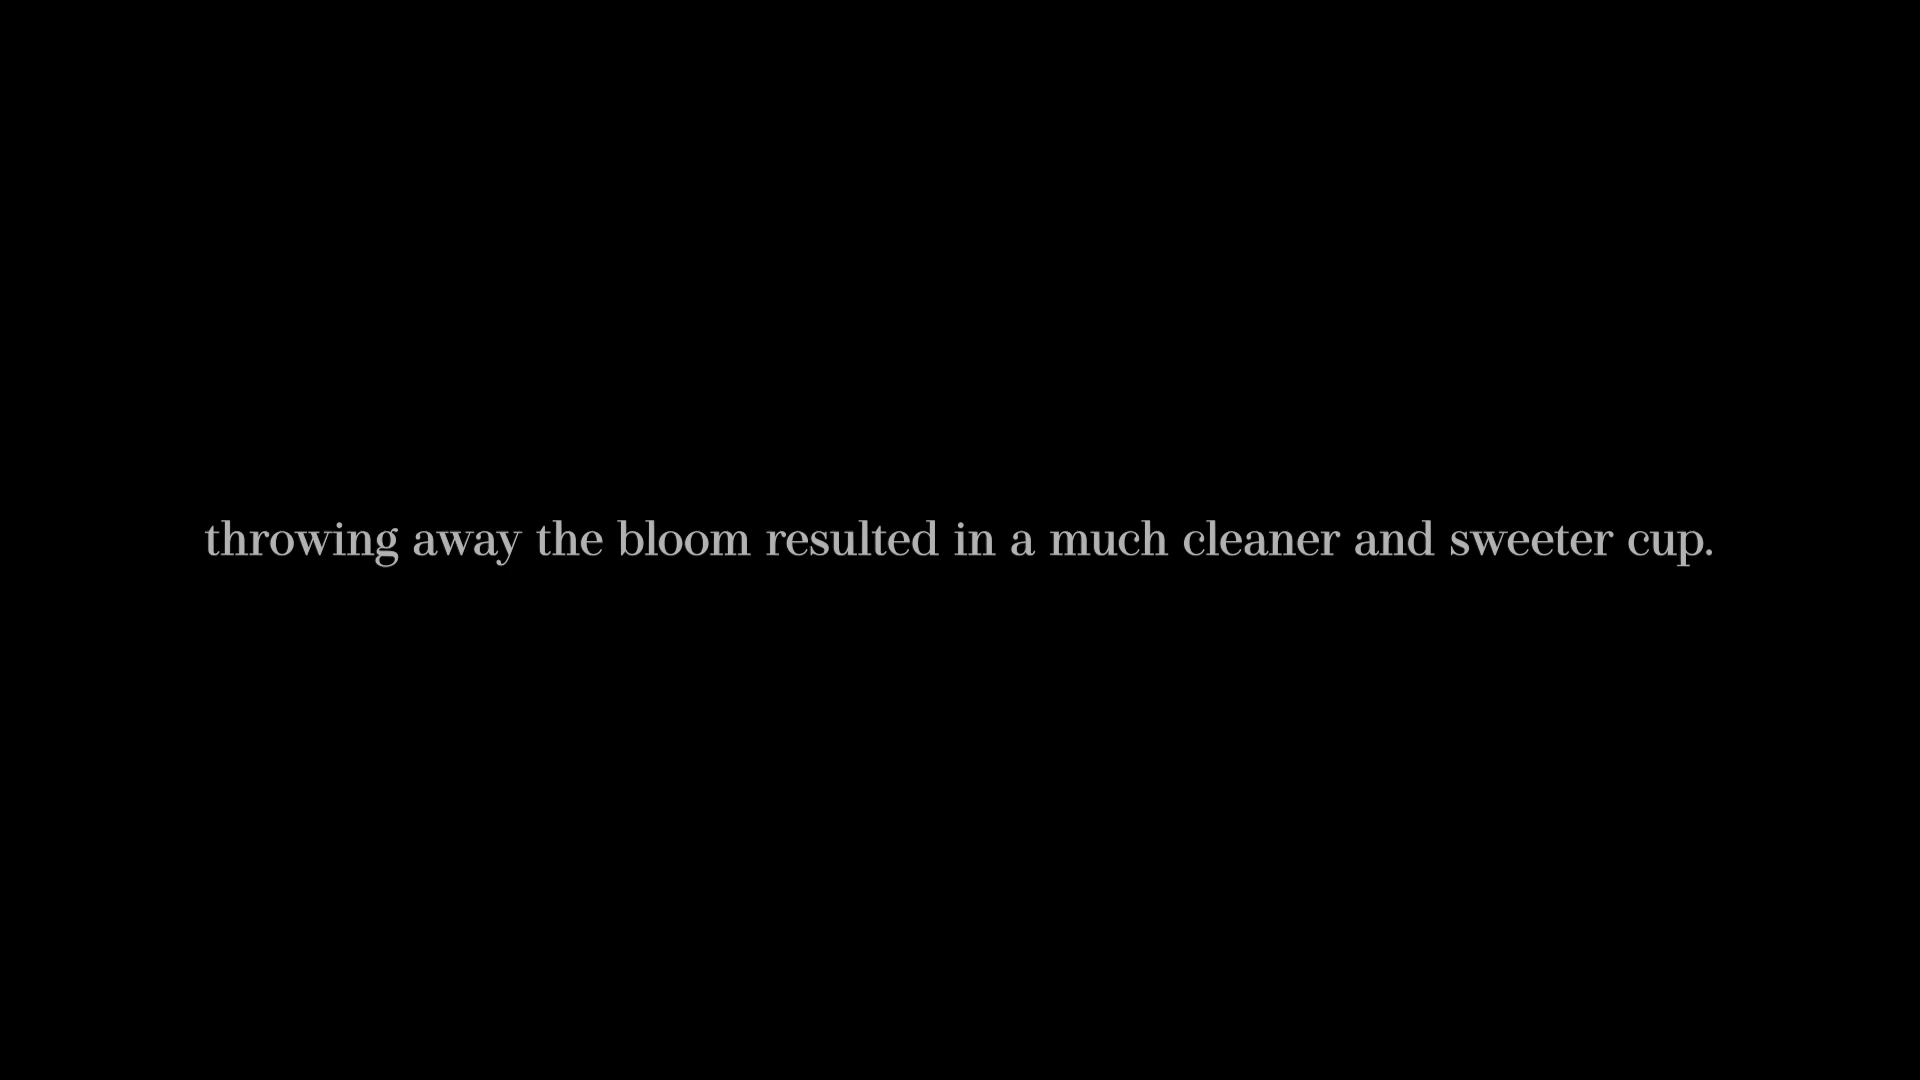 throwing away the bloom resulted in a much cleaner and sweeter cup.